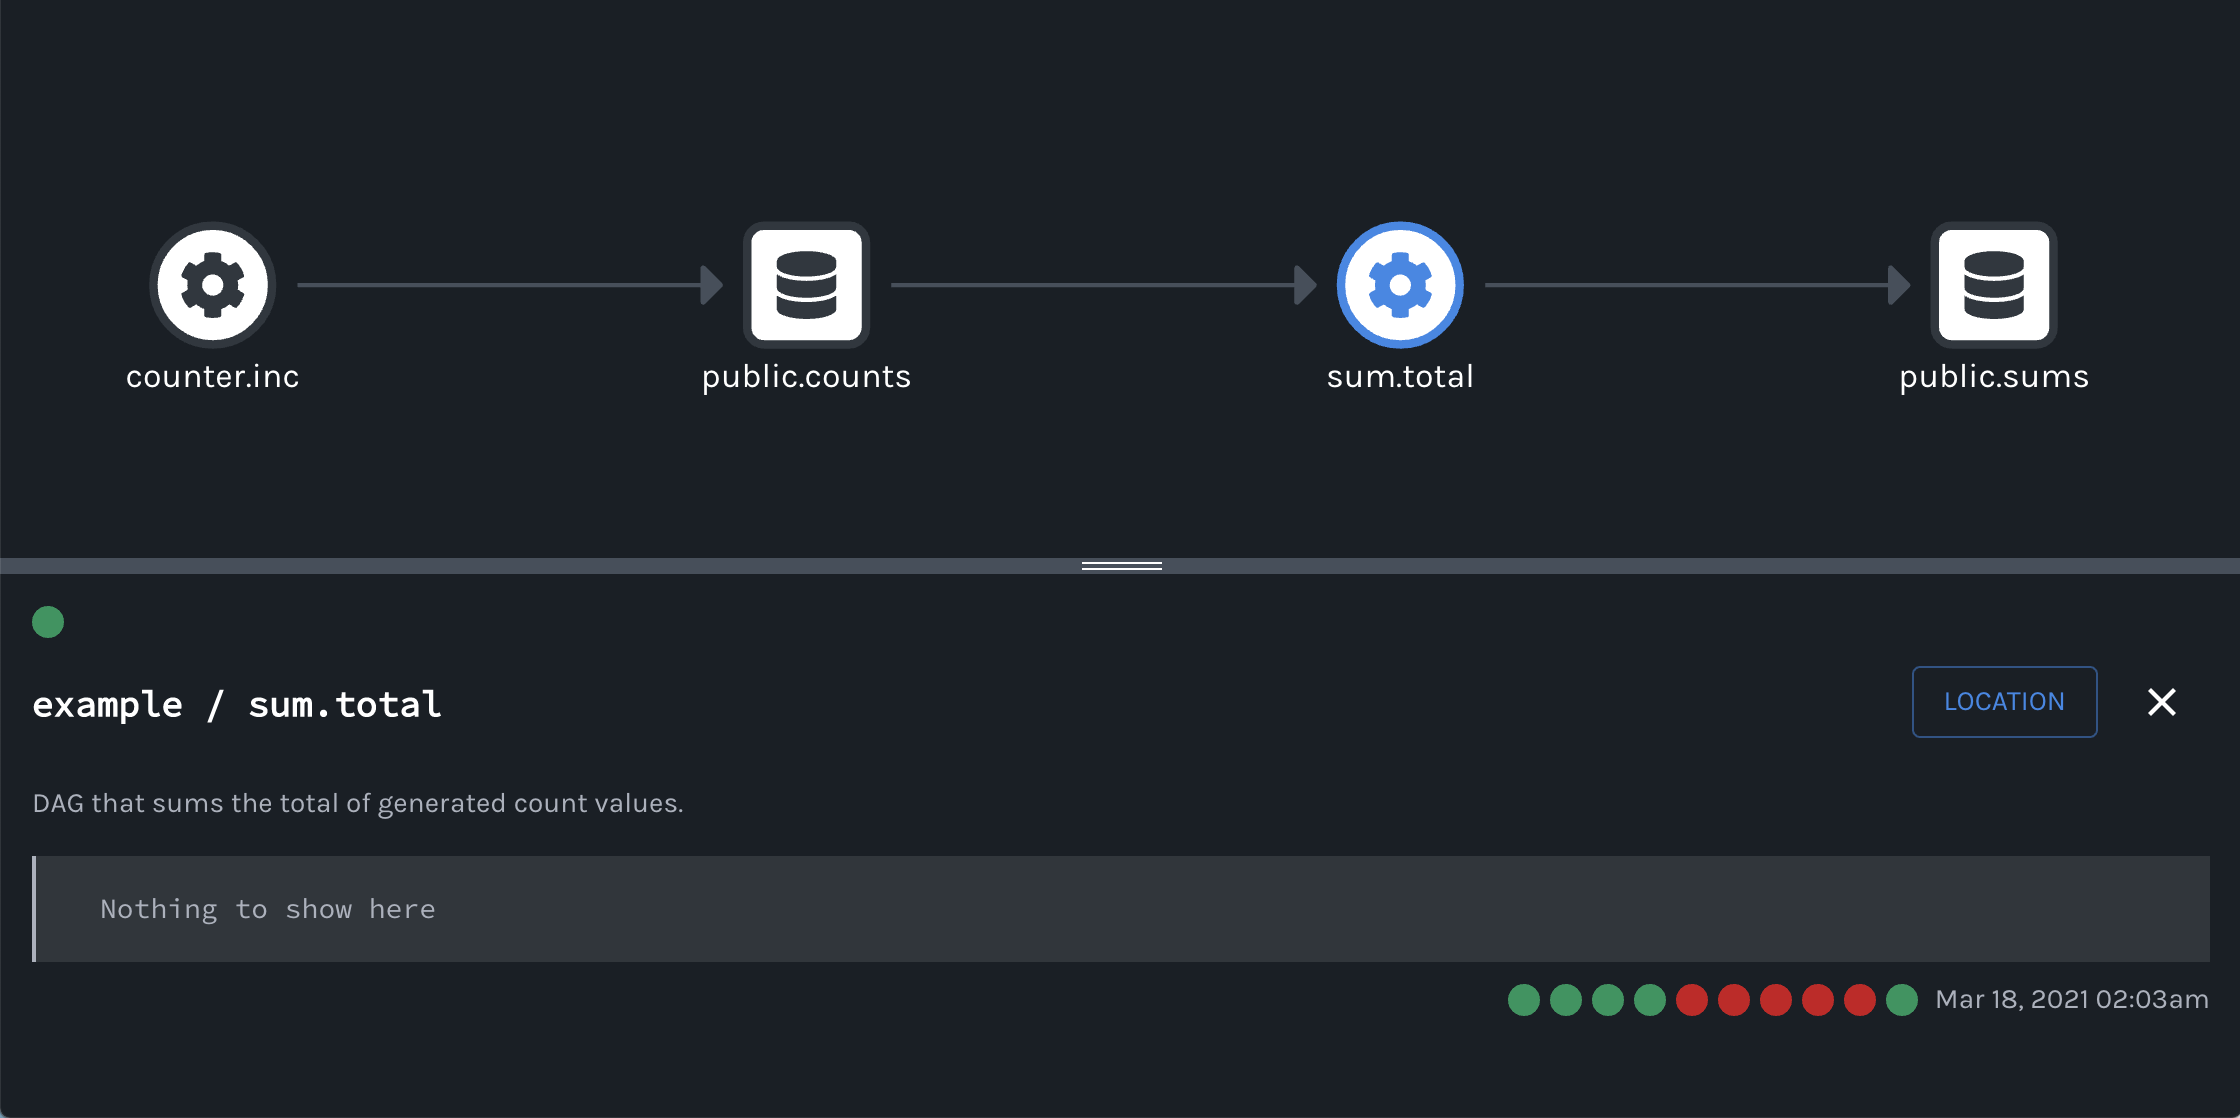 counter.inc
public.counts
sum.total
public.sums
example / sum.total
LOCATION
DAG that sums the total of generated count values.
Nothing to show here
Mar 18, 2021 02:03am